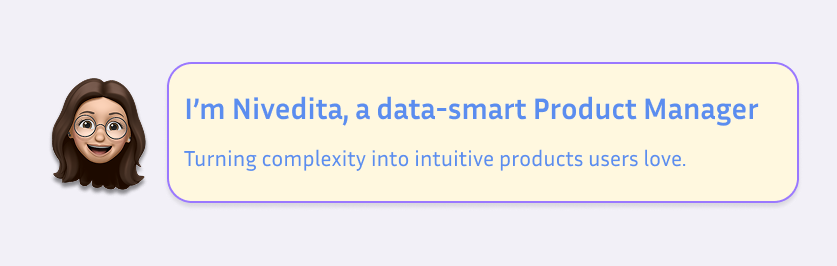 I’m Nivedita, a data-smart Product Manager
Turning complexity into intuitive products users love.